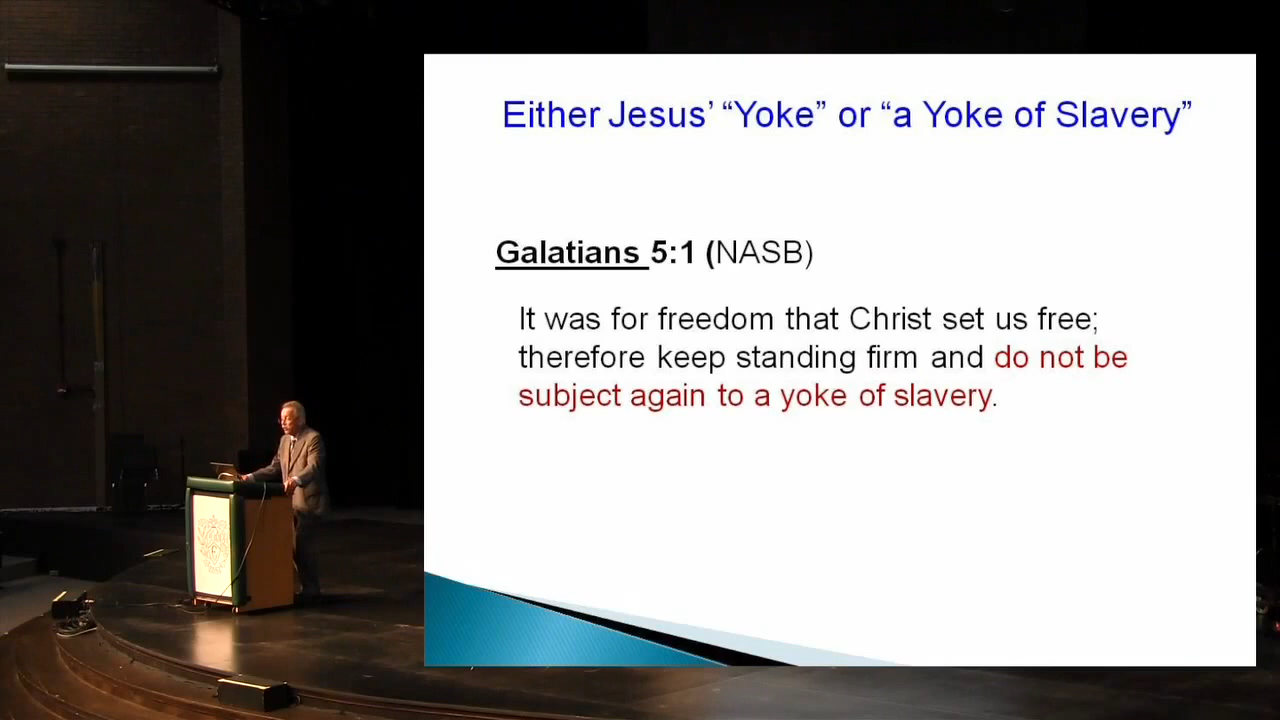 Either Jesus’ “Yoke” or “a Yoke of Slavery”
Galatians 5:1 (NASB)
It was for freedom that Christ set us free;
therefore keep standing firm and do not be
subject again to a yoke of slavery.